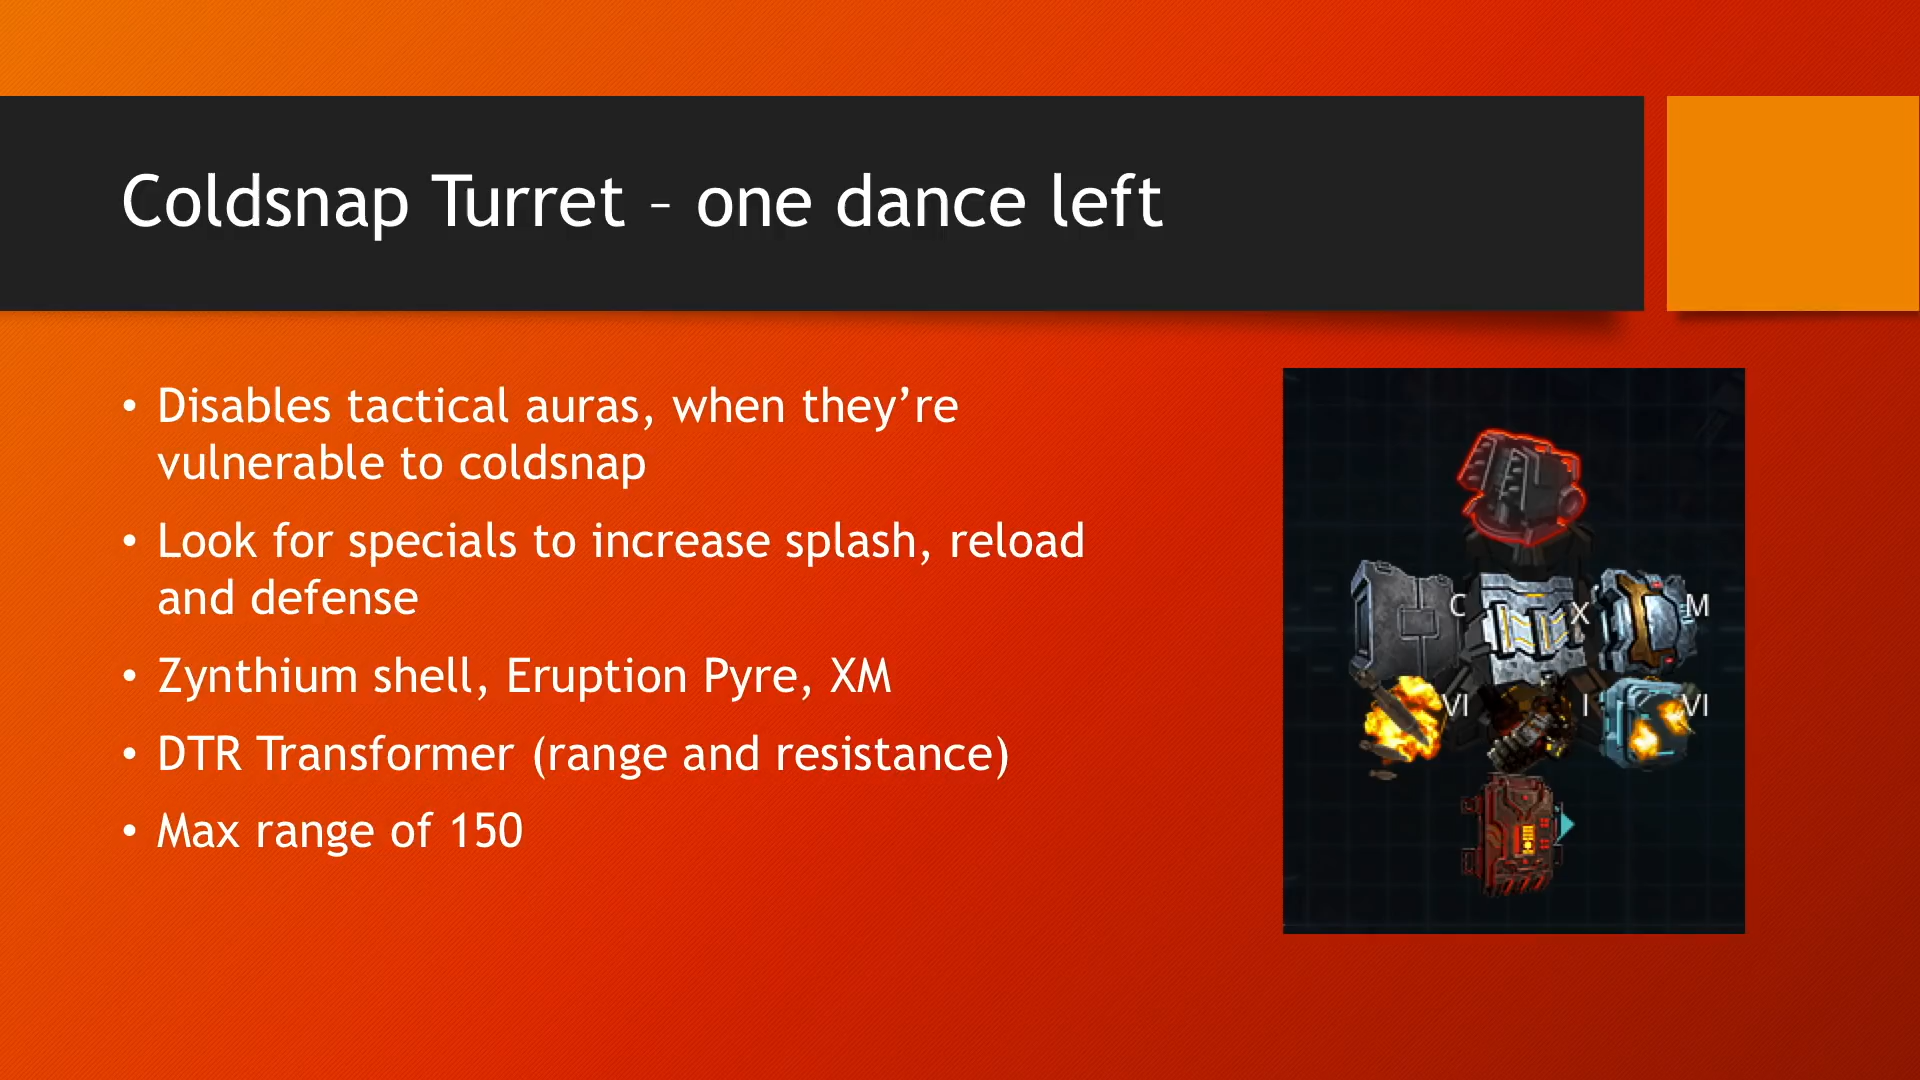 Coldsnap Turret – one dance left
• Disables tactical auras, when they’re
vulnerable to coldsnap
• Look for specials to increase splash, reload
and defense
• Zynthium shell, Eruption Pyre, XM
• DTR Transformer (range and resistance)
• Max range of 150
C X M
VI I VI